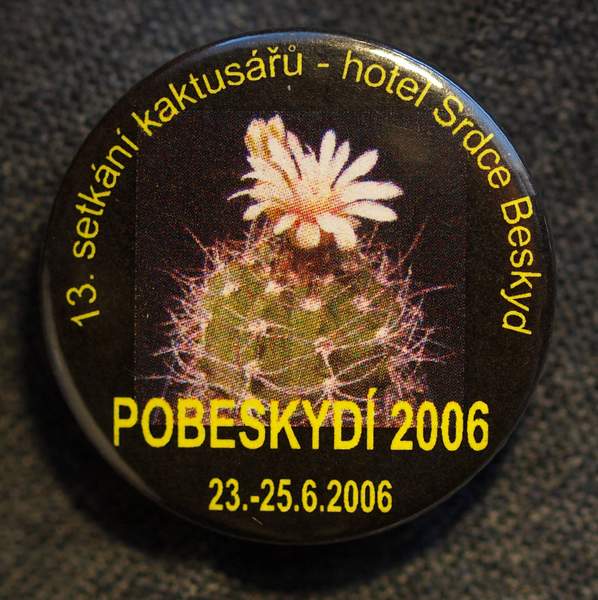 13. setkání kaktusářů - hotel Srdce Beskyd
POBESKYDÍ 2006
23.-25.6.2006